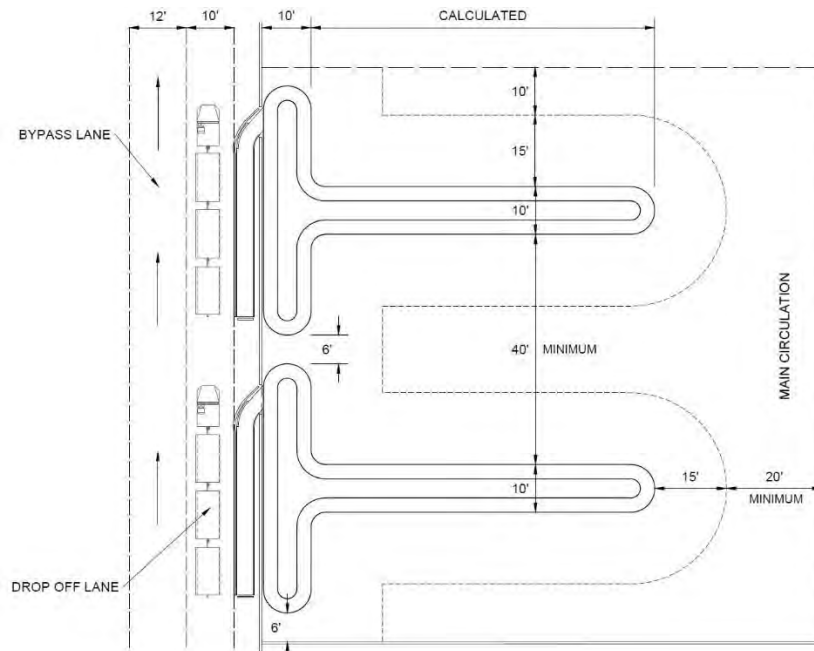 12'
10'
10'
CALCULATED
10'
BYPASS LANE
15'
10'
MAIN CIRCULATION
6'
40' MINIMUM
10'
15'
20'
MINIMUM
DROP OFF LANE
6'